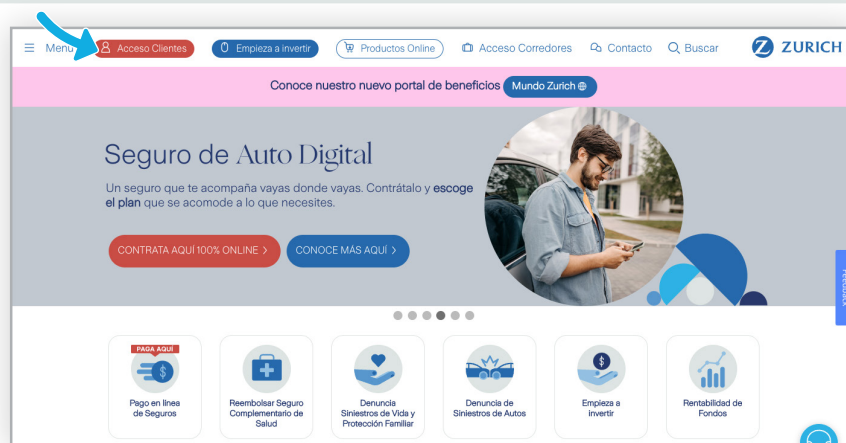 Menú
Acceso Clientes
Empieza a invertir
Productos Online
Acceso Corredores
Contacto
Buscar
ZURICH
Conoce nuestro nuevo portal de beneficios
Mundo Zurich
Seguro de Auto Digital
Un seguro que te acompaña vayas donde vayas. Contrátalo y escoge
el plan que se acomode a lo que necesites.
CONTRATA AQUÍ 100% ONLINE >
CONOCE MÁS AQUÍ >
Feedback
PAGA AQUÍ
Pago en línea
de Seguros
Reembolsar Seguro
Complementario de
Salud
Denuncia
Siniestros de Vida y
Protección Familiar
Denuncia de
Siniestros de Autos
Empieza a
invertir
Rentabilidad de
Fondos